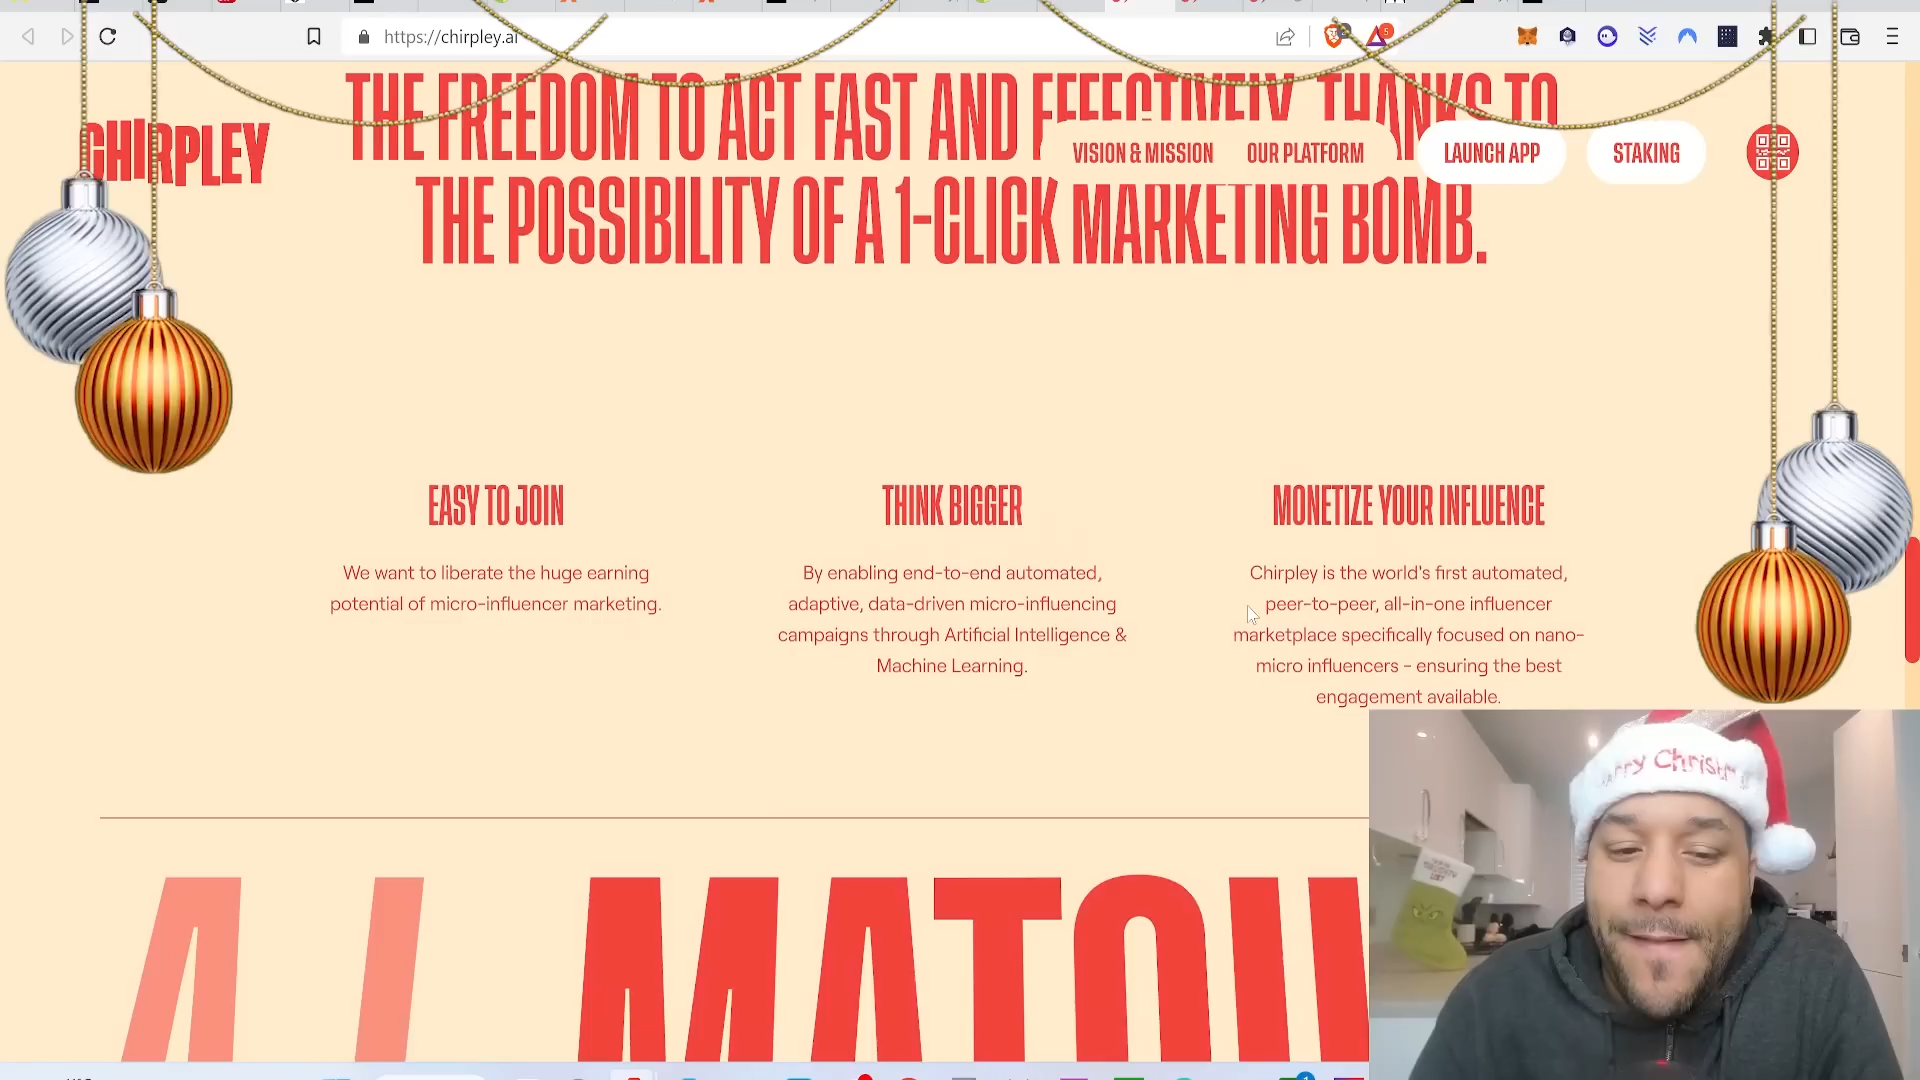 https://chirpley.ai
THE FREEDOM TO ACT FAST AND EFFECTIVELY, THANKS TO
CHIRPLEY
VISION & MISSION
OUR PLATFORM
LAUNCH APP
STAKING
THE POSSIBILITY OF A 1-CLICK MARKETING BOMB.
EASY TO JOIN
We want to liberate the huge earning
potential of micro-influencer marketing.
THINK BIGGER
By enabling end-to-end automated,
adaptive, data-driven micro-influencing
campaigns through Artificial Intelligence &
Machine Learning.
MONETIZE YOUR INFLUENCE
Chirpley is the world's first automated,
peer-to-peer, all-in-one influencer
marketplace specifically focused on nano-
micro influencers - ensuring the best
engagement available.